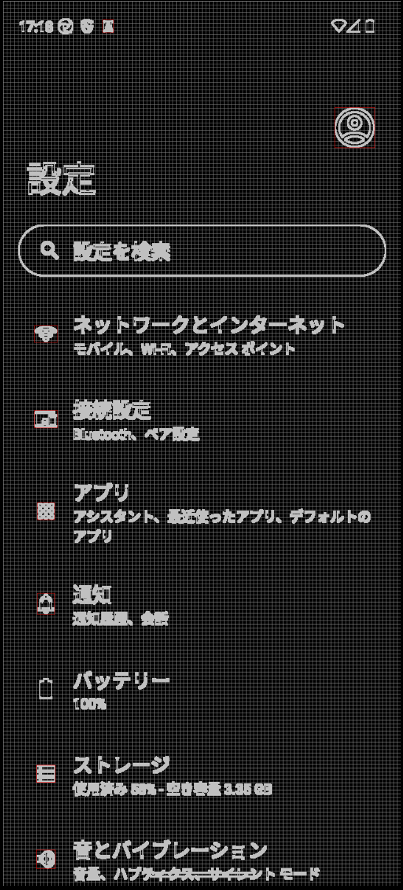 17:16
設定
設定を検索
ネットワークとインターネット
モバイル、Wi-Fi、アクセス ポイント
接続設定
Bluetooth、ペア設定
アプリ
アシスタント、最近使ったアプリ、デフォルトの
アプリ
通知
通知履歴、会話
バッテリー
100%
ストレージ
使用済み 58% - 空き容量 3.35 GB
音とバイブレーション
音量、ハプティクス、サイレント モード